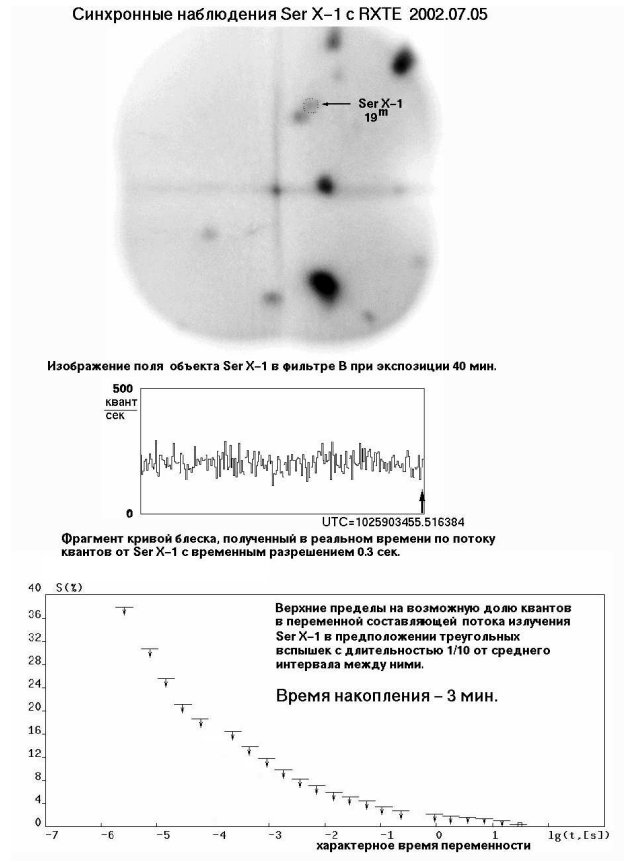 Синхронные наблюдения Ser X–1 с RXTE 2002.07.05
Ser X–1
19m
Изображение поля объекта Ser X–1 в фильтре B при экспозиции 40 мин.
500
квант
сек
0
UTC=1025903455.516384
Фрагмент кривой блеска, полученный в реальном времени по потоку
квантов от Ser X–1 с временным разрешением 0.3 сек.
40 S(%)
36
32
28
24
20
16
12
8
4
0
Верхние пределы на возможную долю квантов
в переменной составляющей потока излучения
Ser X–1 в предположении треугольных
вспышек с длительностью 1/10 от среднего
интервала между ними.
Время накопления – 3 мин.
-7 -6 -5 -4 -3 -2 -1 0 1 lg(t,[s])
характерное время переменности